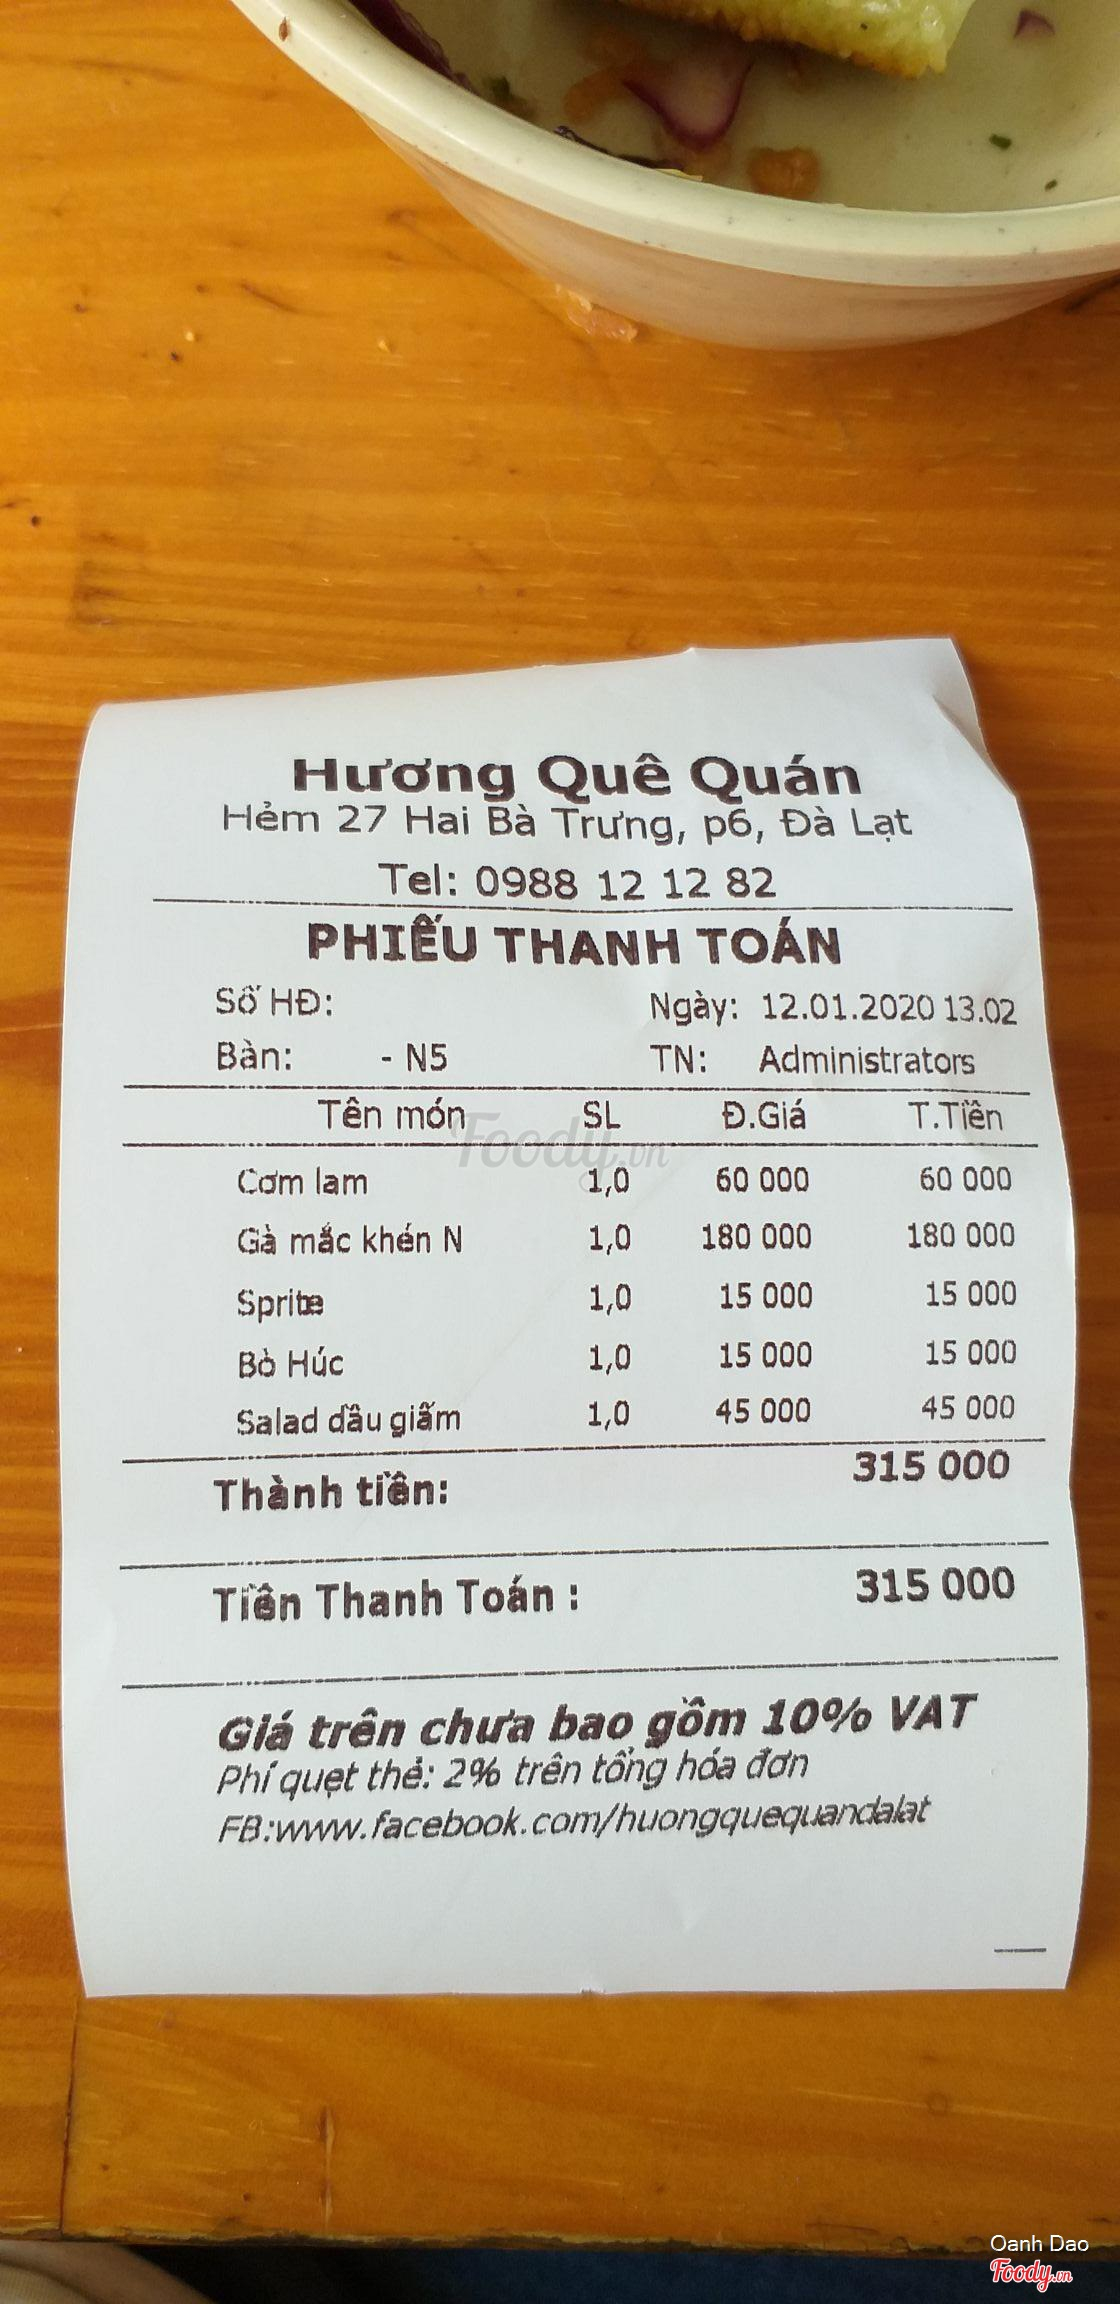 Hương Quê Quán
Hẻm 27 Hai Bà Trưng, p6, Đà Lạt
Tel: 0988 12 12 82
PHIẾU THANH TOÁN
Số HĐ: Ngày: 12.01.2020 13.02
Bàn: - N5 TN: Administrators
Tên món SL Đ.Giá T.Tiền
Foody.vn
Cơm lam 1,0 60 000 60 000
Gà mắc khén N 1,0 180 000 180 000
Sprite 1,0 15 000 15 000
Bò Húc 1,0 15 000 15 000
Salad dầu giấm 1,0 45 000 45 000
Thành tiền: 315 000
Tiền Thanh Toán : 315 000
Giá trên chưa bao gồm 10% VAT
Phí quẹt thẻ: 2% trên tổng hóa đơn
FB:www.facebook.com/huongquequandalat
Oanh Dao
Foody.vn